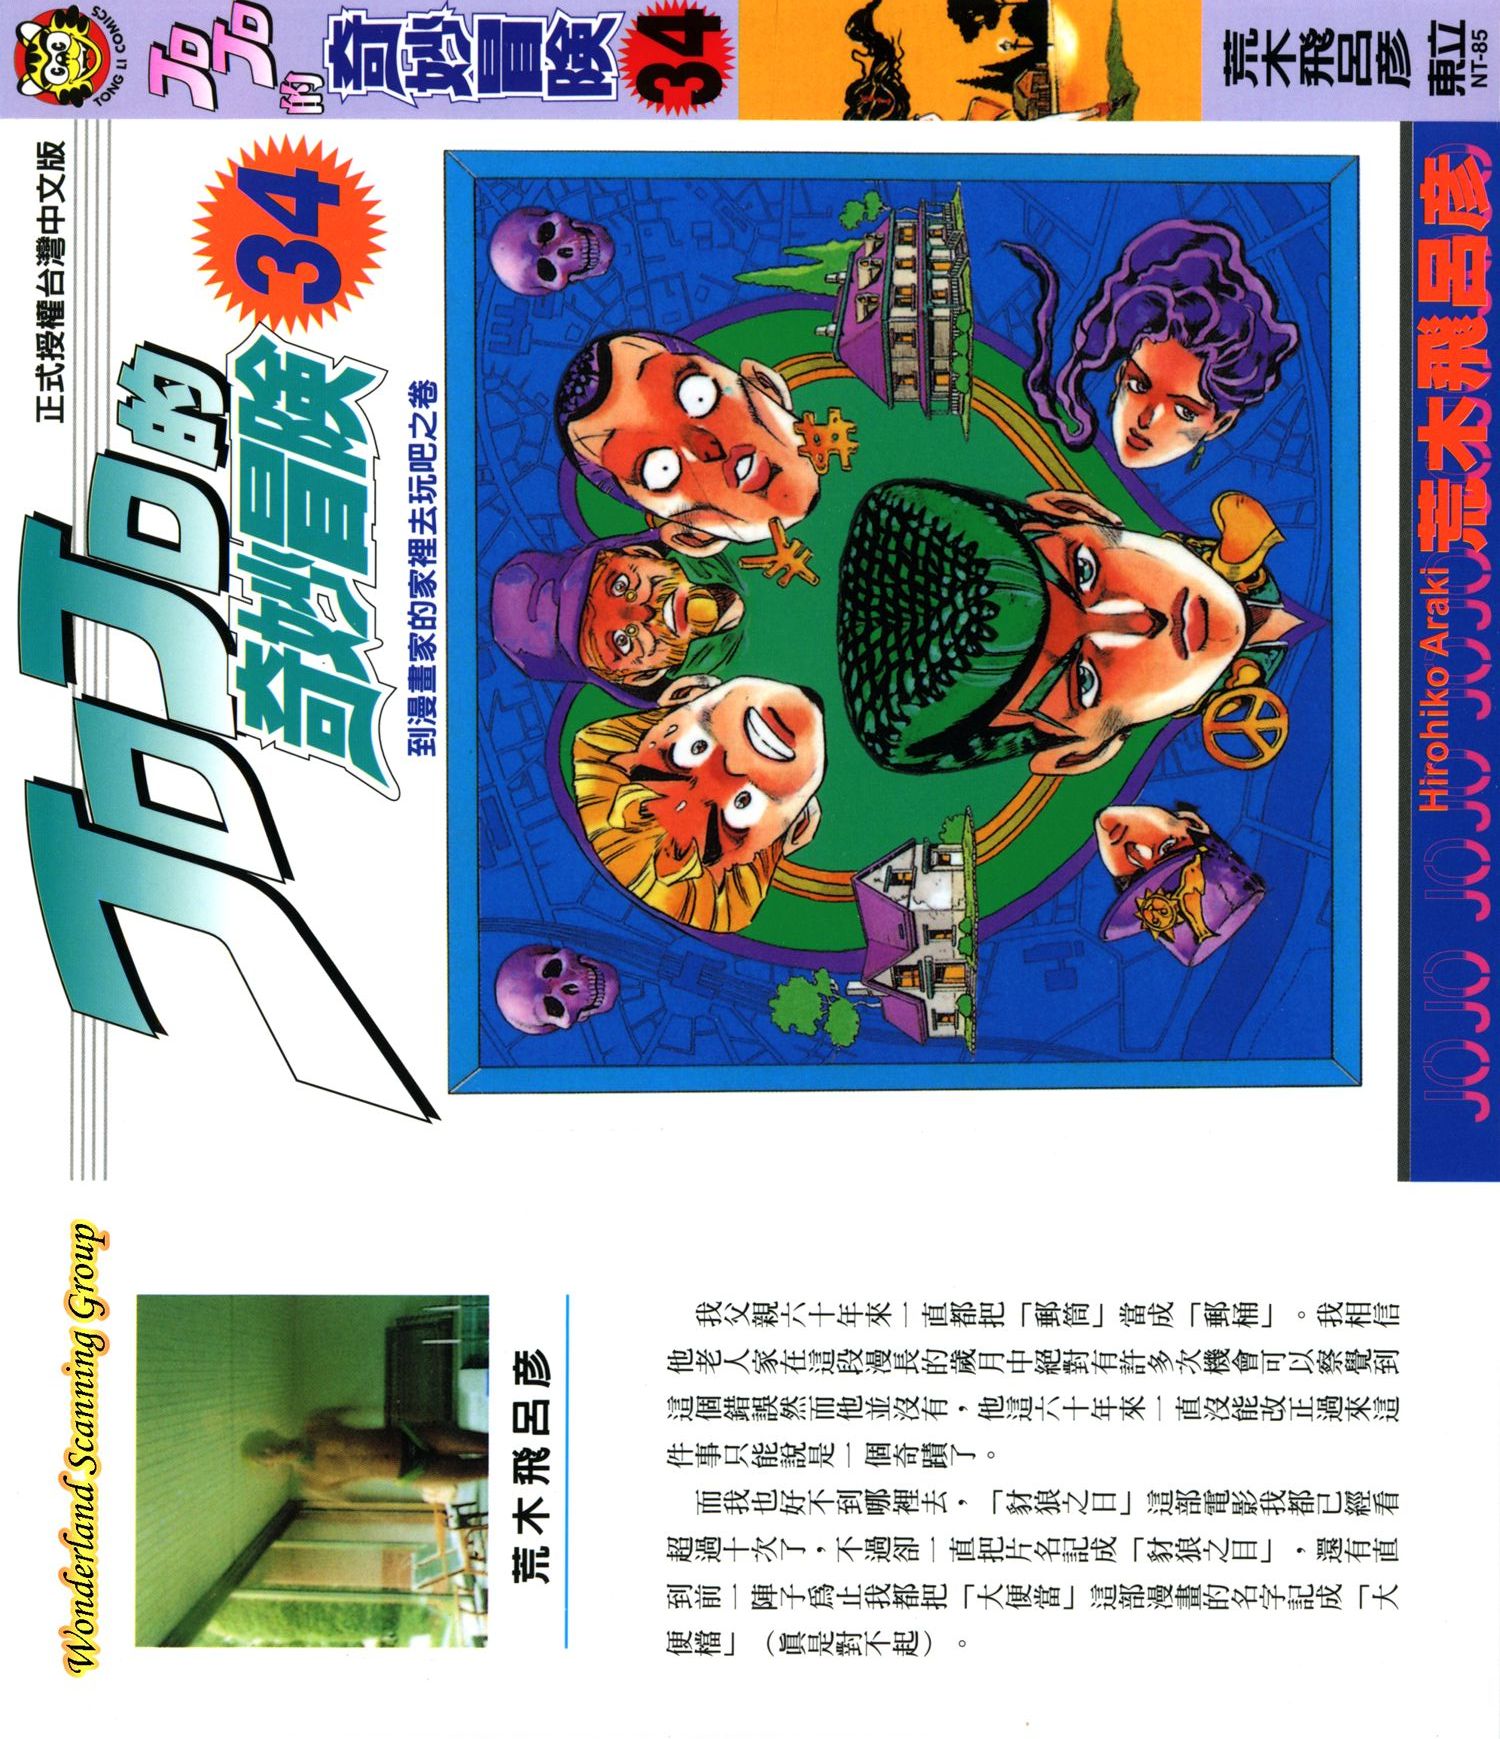 TONG LI COMICS
JOJO的
奇妙冒險
34
荒木飛呂彦
東立
NT-85
正式授權台灣中文版
JOJO的
奇妙冒險
34
到漫畫家的家裡去玩吧之卷
Hirohiko Araki 荒木飛呂彦
JOJO JOJO JOJO JOJO
Wonderland Scanning Group
荒木飛呂彦
我父親六十年來一直都把「郵筒」當成「郵桶」。我相信
他老人家在這段漫長的歲月中絕對有許多次機會可以察覺到
這個錯誤然而他並沒有，他這六十年來一直沒能改正過來這
件事只能說是一個奇蹟了。
而我也好不到哪裡去，「豺狼之日」這部電影我都已經看
超過十次了，不過卻一直把片名記成「豺狼之曰」，還有直
到前一陣子為止我都把「大便當」這部漫畫的名字記成「大
便檔」（眞是對不起）。